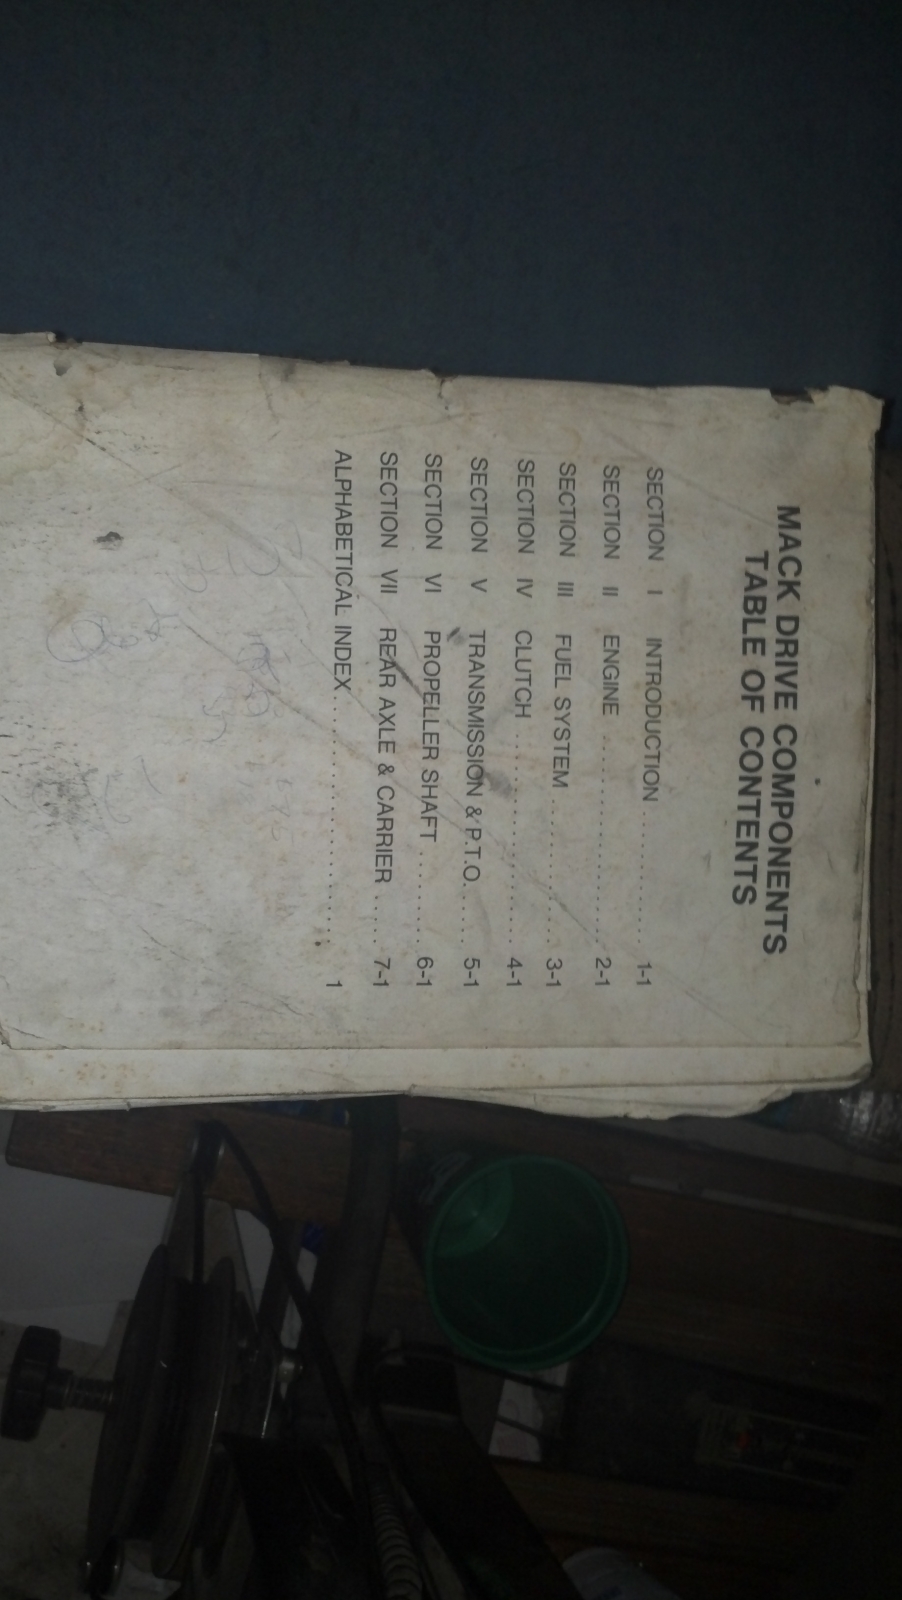 MACK DRIVE COMPONENTS
TABLE OF CONTENTS
SECTION I INTRODUCTION . . . . . . . . . . . . 1-1
SECTION II ENGINE . . . . . . . . . . . . . . . . . . 2-1
SECTION III FUEL SYSTEM . . . . . . . . . . . . . 3-1
SECTION IV CLUTCH . . . . . . . . . . . . . . . . . . 4-1
SECTION V TRANSMISSION & P.T.O. . . . . . 5-1
SECTION VI PROPELLER SHAFT . . . . . . . . . 6-1
SECTION VII REAR AXLE & CARRIER . . . . . 7-1
ALPHABETICAL INDEX . . . . . . . . . . . . . . . . . . . . . 1